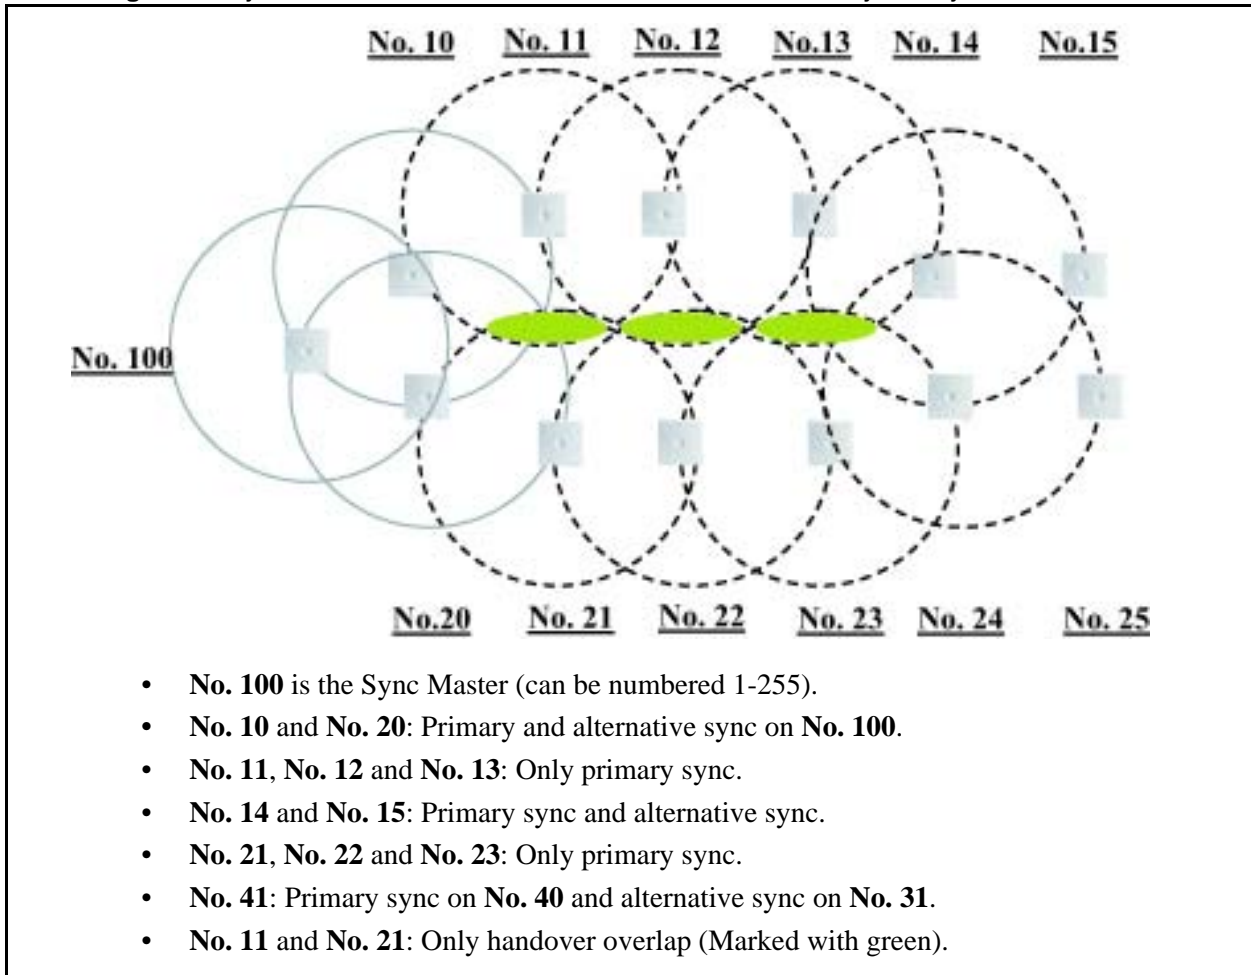 No. 10 No. 11 No. 12 No.13 No. 14 No.15
No. 100
No.20 No. 21 No. 22 No. 23 No. 24 No. 25
• No. 100 is the Sync Master (can be numbered 1-255).
• No. 10 and No. 20: Primary and alternative sync on No. 100.
• No. 11, No. 12 and No. 13: Only primary sync.
• No. 14 and No. 15: Primary sync and alternative sync.
• No. 21, No. 22 and No. 23: Only primary sync.
• No. 41: Primary sync on No. 40 and alternative sync on No. 31.
• No. 11 and No. 21: Only handover overlap (Marked with green).